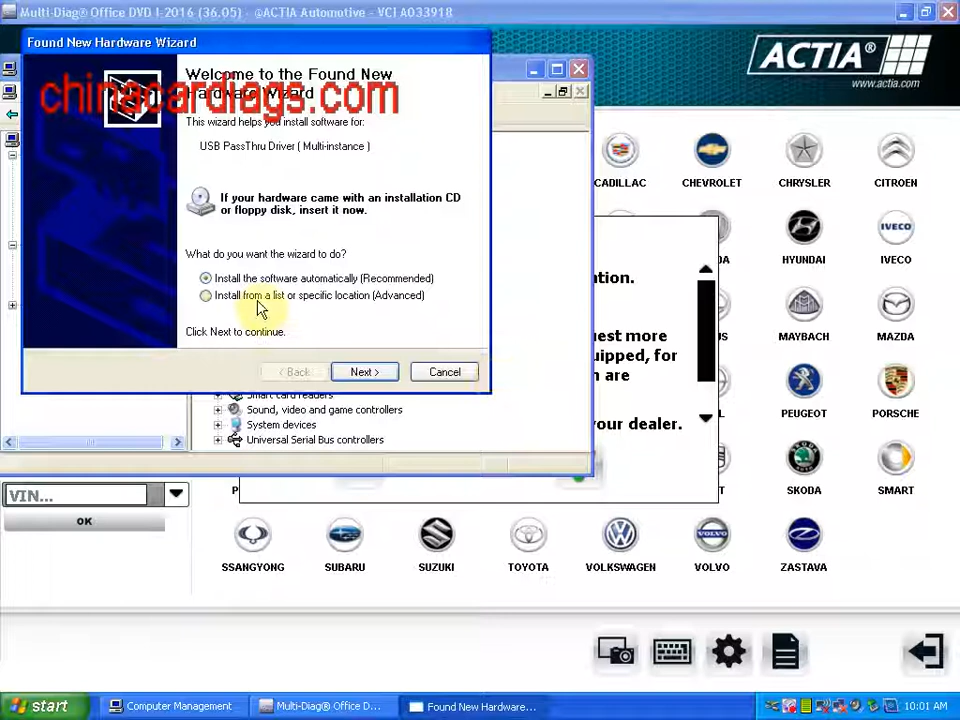 Multi-Diag® Office DVD I-2016 (36.05) - @ACTIA Automotive - VCI A033918
Found New Hardware Wizard
Welcome to the Found New
Hardware Wizard
chinacardiags.com
This wizard helps you install software for:
USB PassThru Driver ( Multi-instance )
If your hardware came with an installation CD
or floppy disk, insert it now.
What do you want the wizard to do?
Install the software automatically (Recommended)
Install from a list or specific location (Advanced)
Click Next to continue.
< Back
Next >
Cancel
Smart card readers
Sound, video and game controllers
System devices
Universal Serial Bus controllers
ACTIA®
www.actia.com
CADILLAC
CHEVROLET
CHRYSLER
CITROEN
HYUNDAI
IVECO
IVECO
MAYBACH
MAZDA
PEUGEOT
PORSCHE
SKODA
SMART
tion.
uest more
uipped, for
n are
your dealer.
VIN...
OK
SSANGYONG
SUBARU
SUZUKI
TOYOTA
VOLKSWAGEN
VOLVO
ZASTAVA
start
Computer Management
Multi-Diag® Office D...
Found New Hardware...
10:01 AM